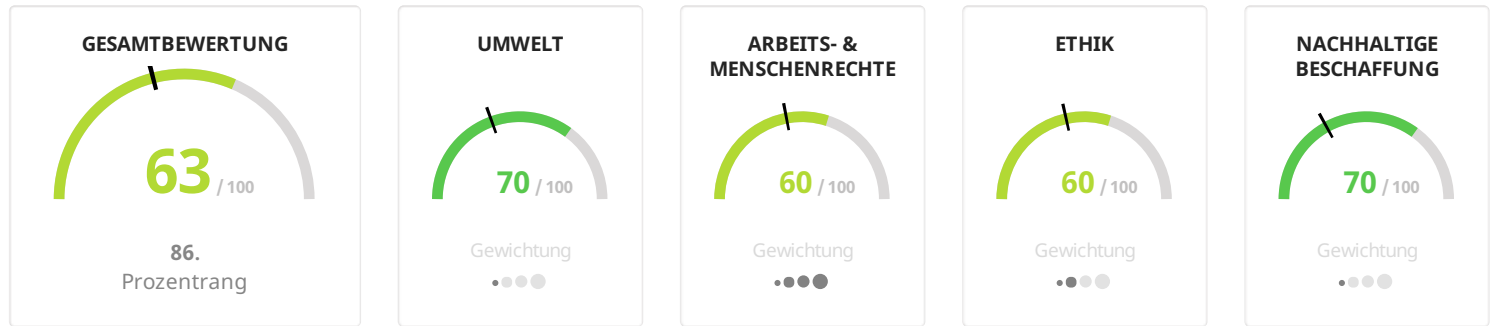 GESAMTBEWERTUNG
63 / 100
86.
Prozentrang
UMWELT
70 / 100
Gewichtung
ARBEITS- &
MENSCHENRECHTE
60 / 100
Gewichtung
ETHIK
60 / 100
Gewichtung
NACHHALTIGE
BESCHAFFUNG
70 / 100
Gewichtung